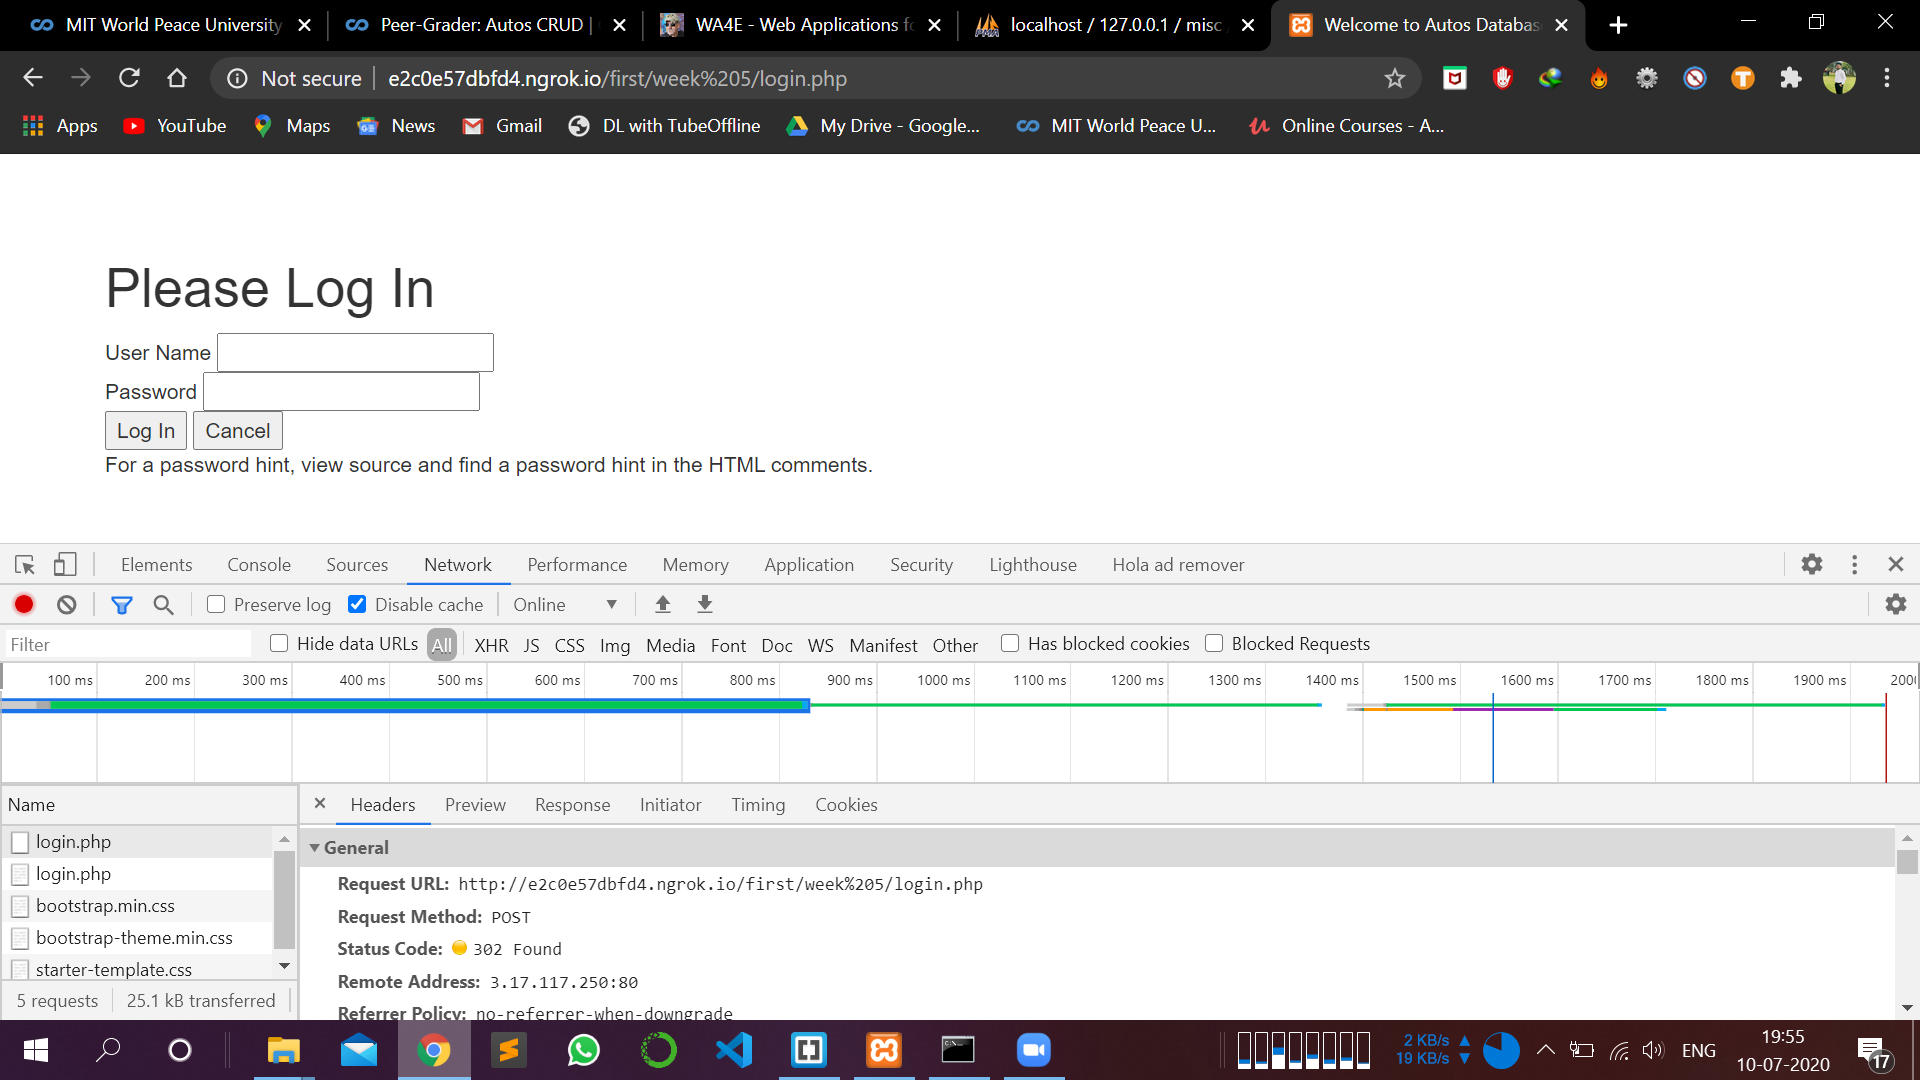 MIT World Peace University
Peer-Grader: Autos CRUD |
WA4E - Web Applications fo
localhost / 127.0.0.1 / misc
Welcome to Autos Databas
Not secure e2c0e57dbfd4.ngrok.io/first/week%205/login.php
Apps YouTube Maps News Gmail DL with TubeOffline My Drive - Google... MIT World Peace U... Online Courses - A...
Please Log In
User Name
Password
Log In Cancel
For a password hint, view source and find a password hint in the HTML comments.
Elements Console Sources Network Performance Memory Application Security Lighthouse Hola ad remover
Preserve log Disable cache Online
Filter Hide data URLs All XHR JS CSS Img Media Font Doc WS Manifest Other Has blocked cookies Blocked Requests
100 ms 200 ms 300 ms 400 ms 500 ms 600 ms 700 ms 800 ms 900 ms 1000 ms 1100 ms 1200 ms 1300 ms 1400 ms 1500 ms 1600 ms 1700 ms 1800 ms 1900 ms 2000
Name
login.php
login.php
bootstrap.min.css
bootstrap-theme.min.css
starter-template.css
5 requests 25.1 kB transferred
Headers Preview Response Initiator Timing Cookies
General
Request URL: http://e2c0e57dbfd4.ngrok.io/first/week%205/login.php
Request Method: POST
Status Code: 302 Found
Remote Address: 3.17.117.250:80
Referrer Policy: no-referrer-when-downgrade
2 KB/s
19 KB/s
ENG
19:55
10-07-2020
17